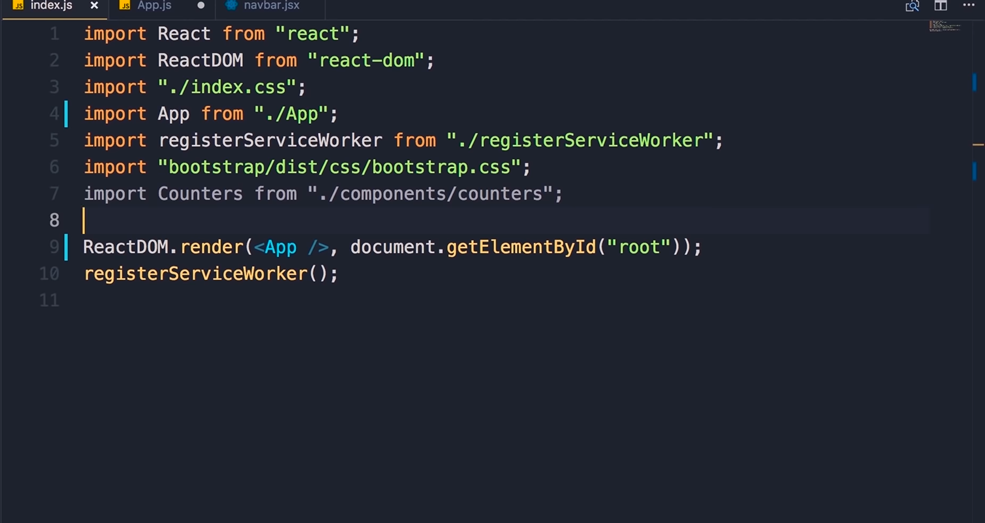 JS index.js × JS App.js navbar.jsx
1 import React from "react";
2 import ReactDOM from "react-dom";
3 import "./index.css";
4 import App from "./App";
5 import registerServiceWorker from "./registerServiceWorker";
6 import "bootstrap/dist/css/bootstrap.css";
7 import Counters from "./components/counters";
8
9 ReactDOM.render(<App />, document.getElementById("root"));
10 registerServiceWorker();
11